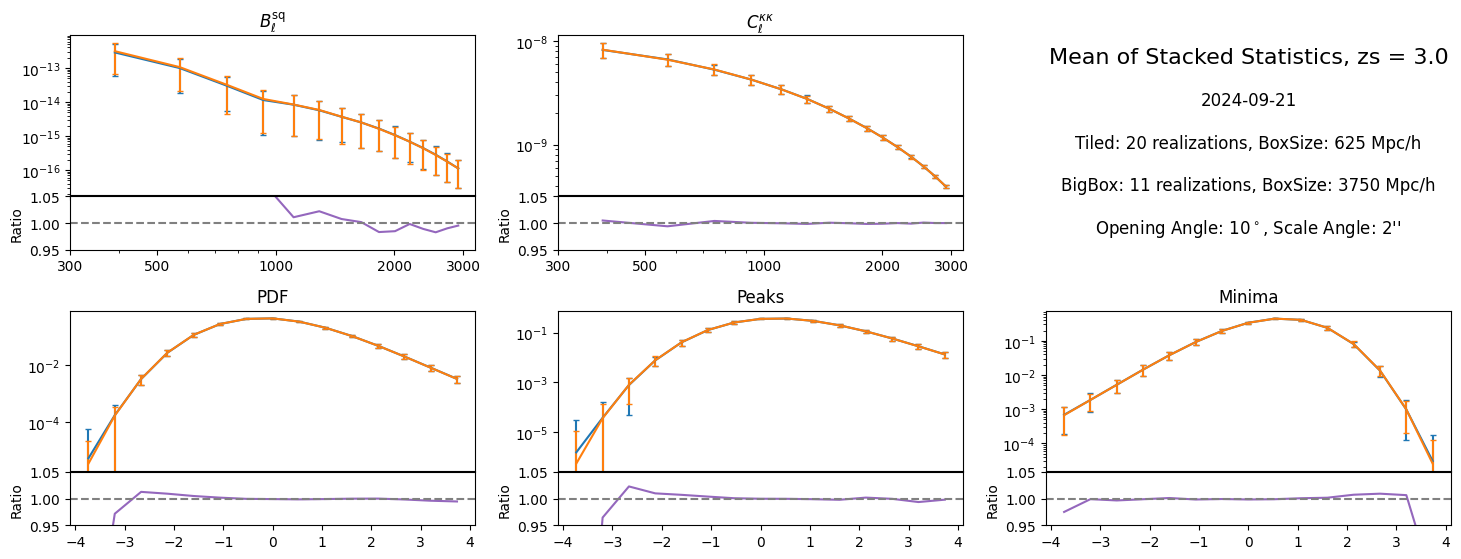 $B_\ell^{\rm sq}$
10^{-13}
10^{-14}
10^{-15}
10^{-16}
1.05
1.00
0.95
Ratio
300 500 1000 2000 3000
$C_\ell^{\kappa\kappa}$
10^{-8}
10^{-9}
1.05
1.00
0.95
Ratio
300 500 1000 2000 3000
Mean of Stacked Statistics, zs = 3.0
2024-09-21
Tiled: 20 realizations, BoxSize: 625 Mpc/h
BigBox: 11 realizations, BoxSize: 3750 Mpc/h
Opening Angle: 10°, Scale Angle: 2''
PDF
10^{-2}
10^{-4}
1.05
1.00
0.95
Ratio
−4 −3 −2 −1 0 1 2 3 4
Peaks
10^{-1}
10^{-3}
10^{-5}
1.05
1.00
0.95
Ratio
−4 −3 −2 −1 0 1 2 3 4
Minima
10^{-1}
10^{-2}
10^{-3}
10^{-4}
1.05
1.00
0.95
Ratio
−4 −3 −2 −1 0 1 2 3 4